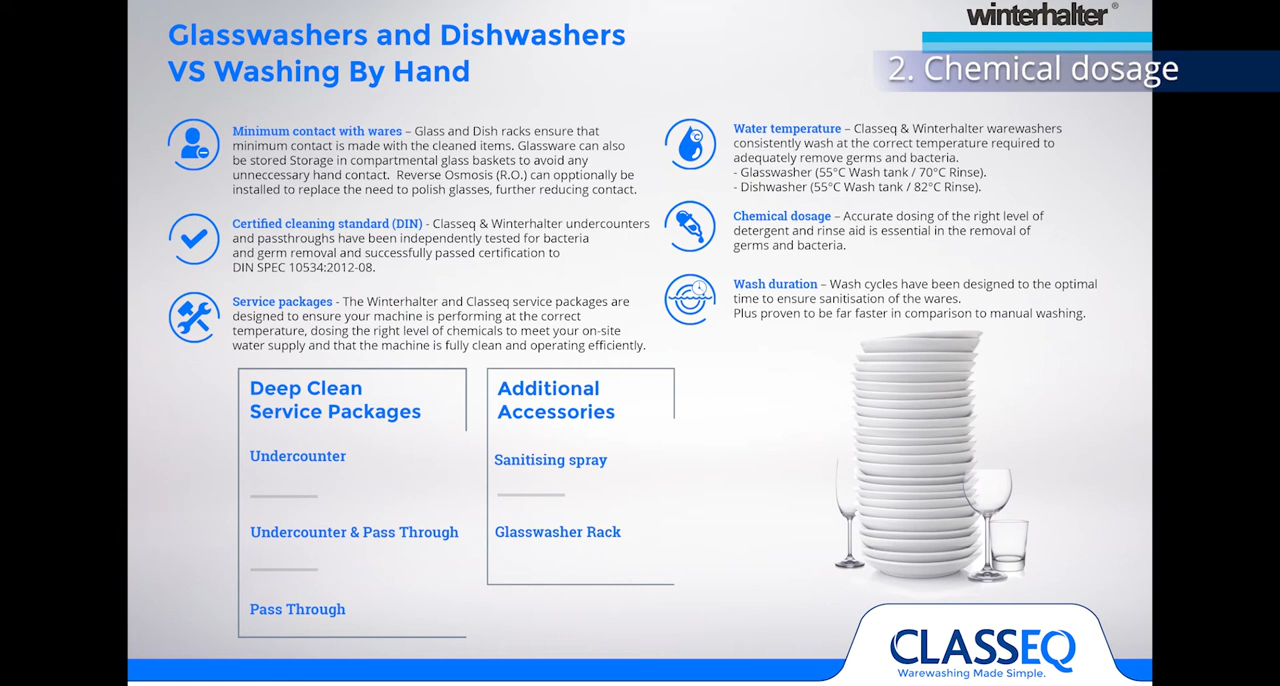 Glasswashers and Dishwashers
VS Washing By Hand
winterhalter®
2. Chemical dosage
Minimum contact with wares – Glass and Dish racks ensure that
minimum contact is made with the cleaned items. Glassware can also
be stored Storage in compartmental glass baskets to avoid any
unneccessary hand contact. Reverse Osmosis (R.O.) can opptionally be
installed to replace the need to polish glasses, further reducing contact.
Certified cleaning standard (DIN) - Classeq & Winterhalter undercounters
and passthroughs have been independently tested for bacteria
and germ removal and successfully passed certification to
DIN SPEC 10534:2012-08.
Service packages - The Winterhalter and Classeq service packages are
designed to ensure your machine is performing at the correct
temperature, dosing the right level of chemicals to meet your on-site
water supply and that the machine is fully clean and operating efficiently.
Water temperature – Classeq & Winterhalter warewashers
consistently wash at the correct temperature required to
adequately remove germs and bacteria.
- Glasswasher (55°C Wash tank / 70°C Rinse).
- Dishwasher (55°C Wash tank / 82°C Rinse).
Chemical dosage – Accurate dosing of the right level of
detergent and rinse aid is essential in the removal of
germs and bacteria.
Wash duration – Wash cycles have been designed to the optimal
time to ensure sanitisation of the wares.
Plus proven to be far faster in comparison to manual washing.
Deep Clean
Service Packages
Undercounter
Undercounter & Pass Through
Pass Through
Additional
Accessories
Sanitising spray
Glasswasher Rack
CLASSEQ
Warewashing Made Simple.